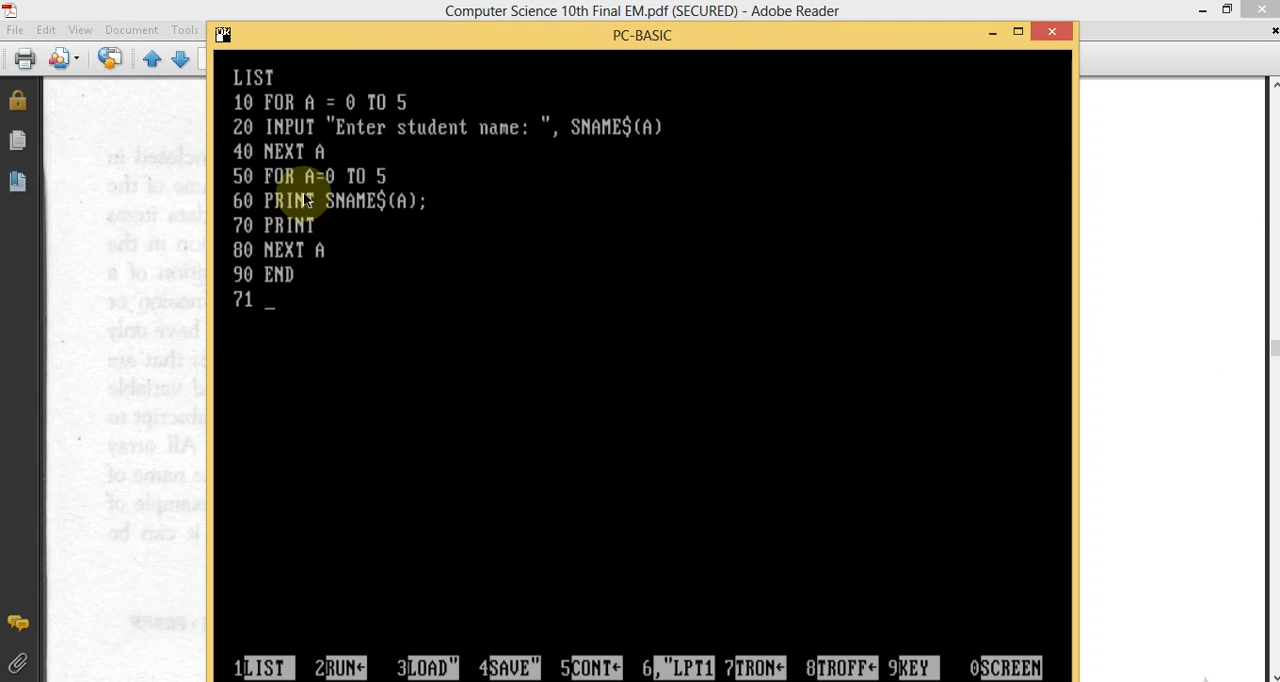 Computer Science 10th Final EM.pdf (SECURED) - Adobe Reader
File Edit View Document Tools
PC-BASIC
LIST
10 FOR A = 0 TO 5
20 INPUT "Enter student name: ", SNAME$(A)
40 NEXT A
50 FOR A=0 TO 5
60 PRINT SNAME$(A);
70 PRINT
80 NEXT A
90 END
71 _
1LIST 2RUN← 3LOAD" 4SAVE" 5CONT← 6,"LPT1 7TRON← 8TROFF← 9KEY 0SCREEN